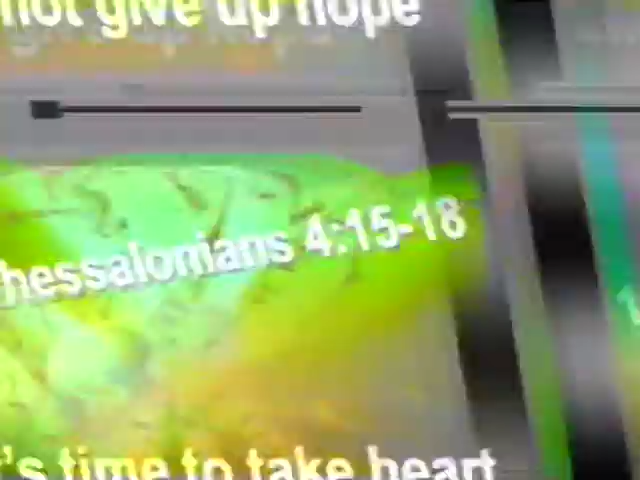 not give up hope
hessalonians 4:15-18
's time to take heart